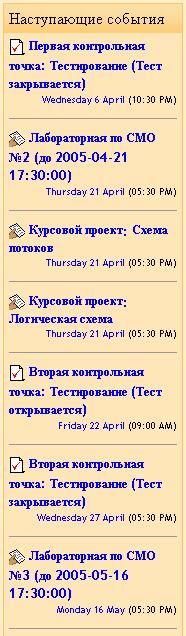 Наступающие события
Первая контрольная
точка: Тестирование (Тест
закрывается)
Wednesday 6 April (10:30 PM)
Лабораторная по СМО
№2 (до 2005-04-21
17:30:00)
Thursday 21 April (05:30 PM)
Курсовой проект: Схема
потоков
Thursday 21 April (05:30 PM)
Курсовой проект:
Логическая схема
Thursday 21 April (05:30 PM)
Вторая контрольная
точка: Тестирование (Тест
открывается)
Friday 22 April (09:00 AM)
Вторая контрольная
точка: Тестирование (Тест
закрывается)
Wednesday 27 April (05:30 PM)
Лабораторная по СМО
№3 (до 2005-05-16
17:30:00)
Monday 16 May (05:30 PM)